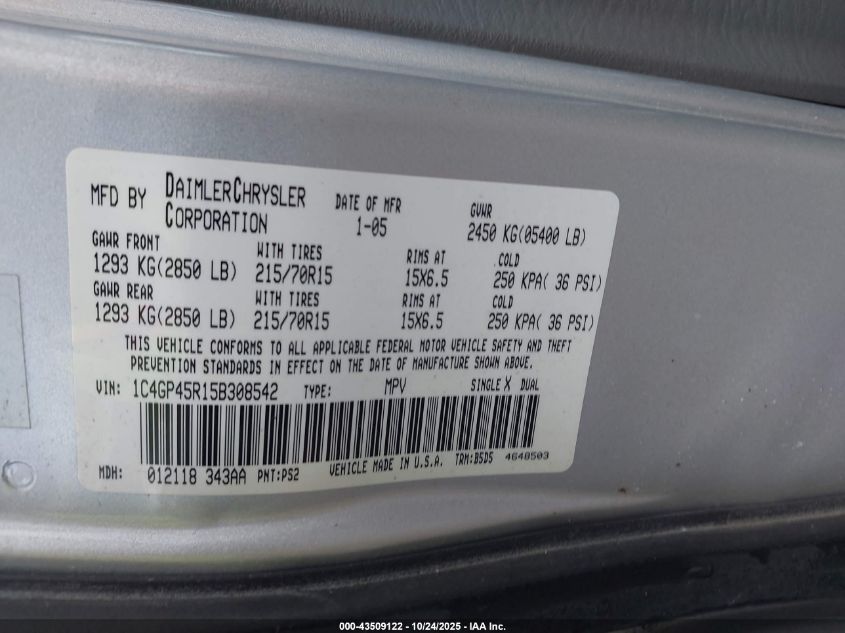 MFD BY DAIMLERCHRYSLER CORPORATION DATE OF MFR 1-05 GVWR 2450 KG(05400 LB)
GAWR FRONT WITH TIRES RIMS AT COLD
1293 KG(2850 LB) 215/70R15 15X6.5 250 KPA( 36 PSI)
GAWR REAR WITH TIRES RIMS AT COLD
1293 KG(2850 LB) 215/70R15 15X6.5 250 KPA( 36 PSI)
THIS VEHICLE CONFORMS TO ALL APPLICABLE FEDERAL MOTOR VEHICLE SAFETY AND THEFT
PREVENTION STANDARDS IN EFFECT ON THE DATE OF MANUFACTURE SHOWN ABOVE.
VIN: 1C4GP45R15B308542 TYPE: MPV SINGLE X DUAL
MDH: 012118 343AA PNT:PS2 VEHICLE MADE IN U.S.A. TRM:B5D5 4648503
000-43509122 - 10/24/2025 - IAA Inc.